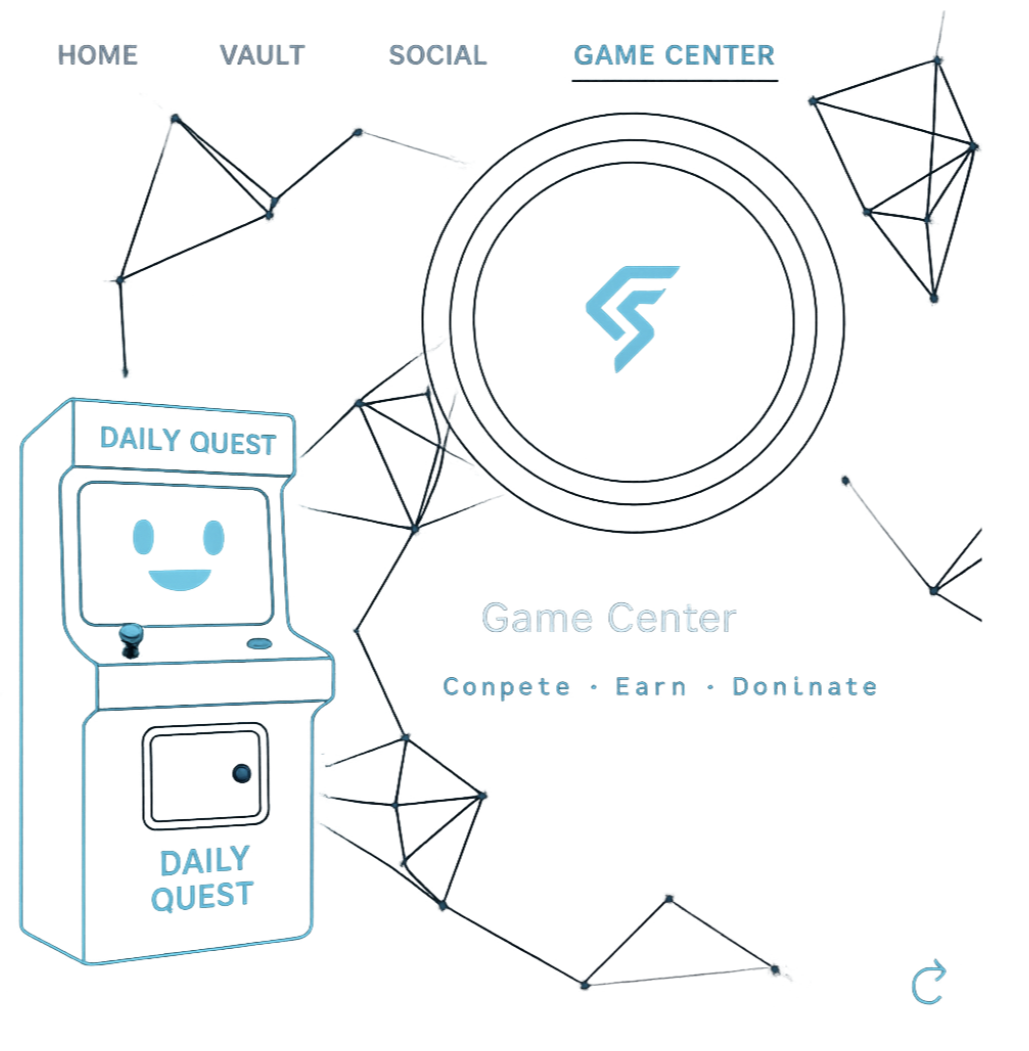 HOME VAULT SOCIAL GAME CENTER
DAILY QUEST
Game Center
Conpete · Earn · Doninate
DAILY
QUEST